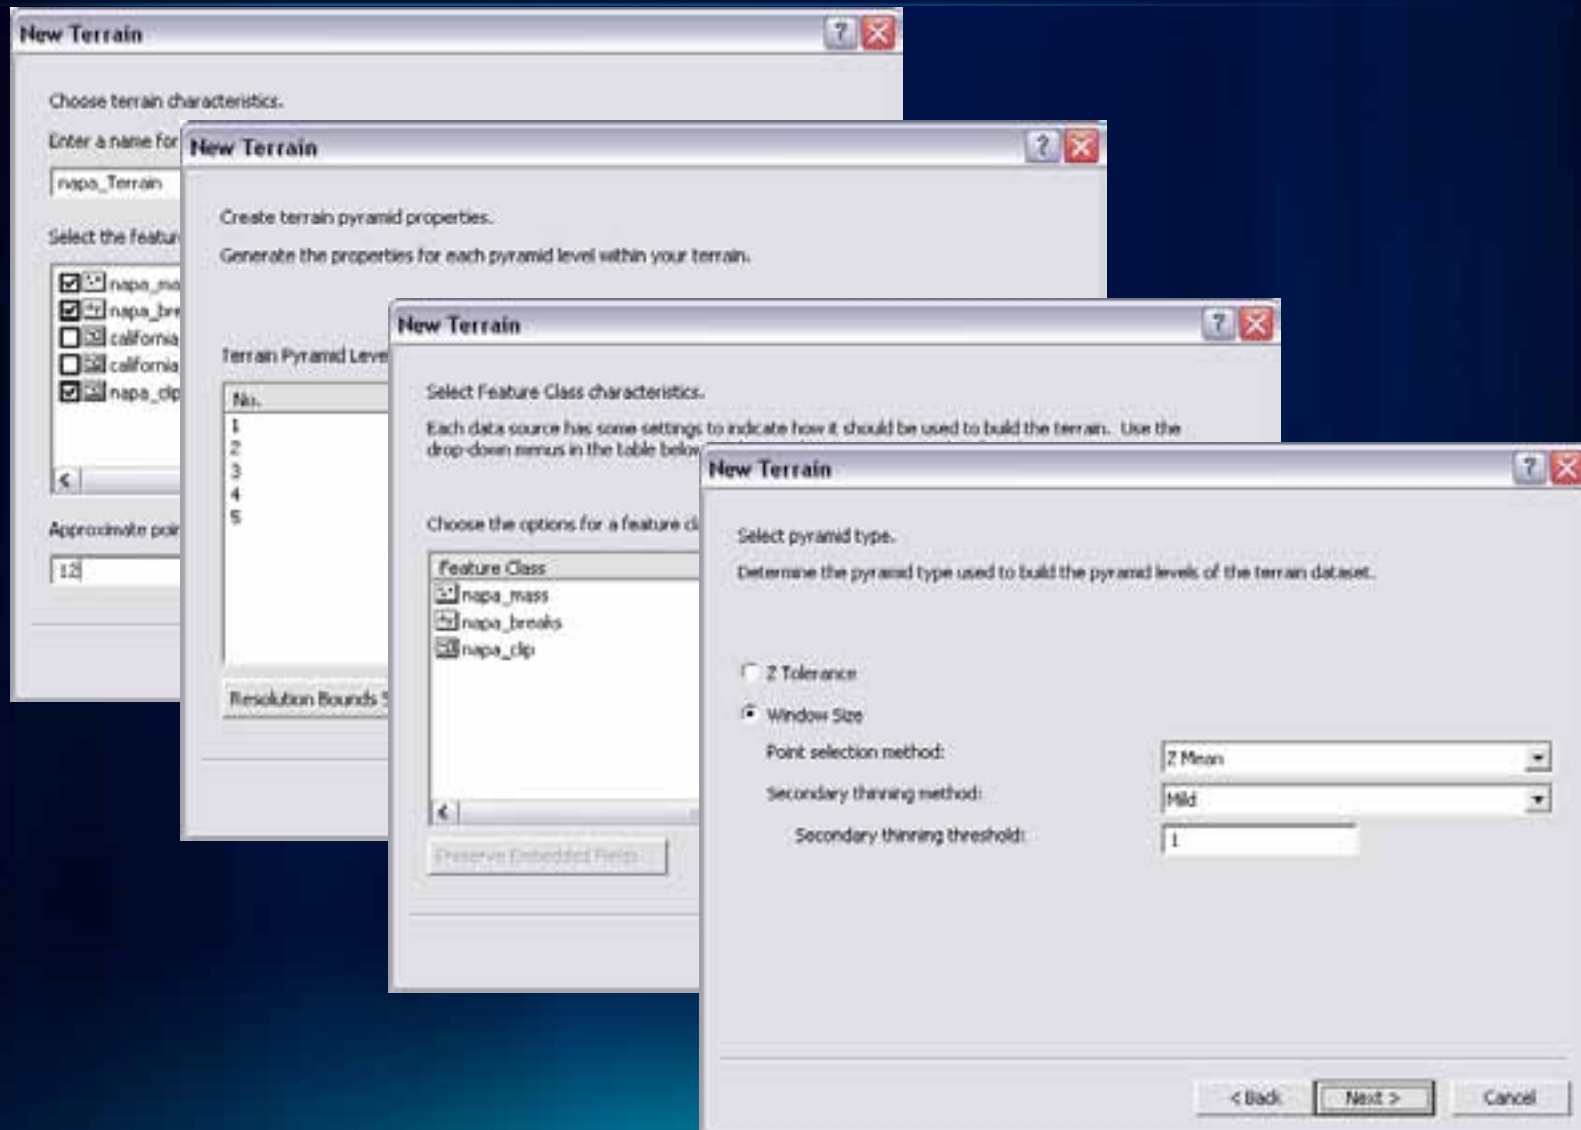 New Terrain
Choose terrain characteristics.
Enter a name for
napa_Terrain
Select the featur
napa_ma
napa_bre
california
california
napa_clip
Approximate poin
12
New Terrain
Create terrain pyramid properties.
Generate the properties for each pyramid level within your terrain.
Terrain Pyramid Leve
No.
1
2
3
4
5
Resolution Bounds S
New Terrain
Select Feature Class characteristics.
Each data source has some settings to indicate how it should be used to build the terrain. Use the
drop-down menus in the table below
Choose the options for a feature cl
Feature Class
napa_mass
napa_breaks
napa_clip
Preserve Embedded Fields...
New Terrain
Select pyramid type.
Determine the pyramid type used to build the pyramid levels of the terrain dataset.
Z Tolerance
Window Size
Point selection method:
Z Mean
Secondary thinning method:
Mild
Secondary thinning threshold:
1
< Back
Next >
Cancel